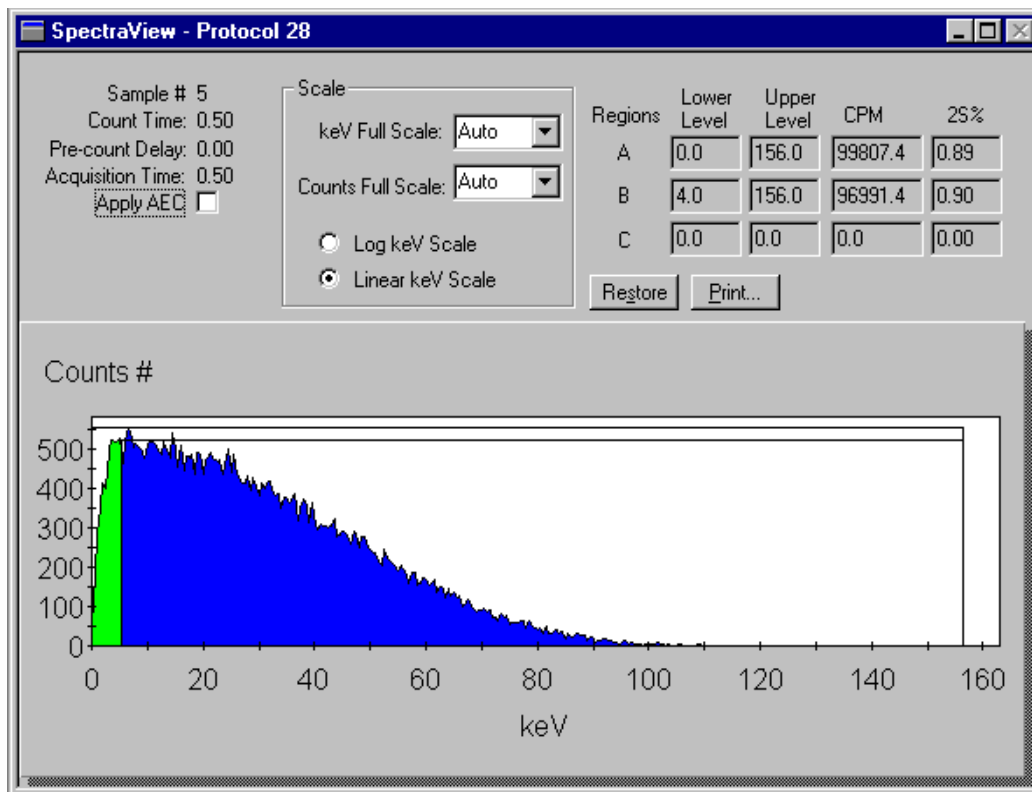 SpectraView - Protocol 28
Sample # 5
Count Time: 0.50
Pre-count Delay: 0.00
Acquisition Time: 0.50
Apply AEC
Scale
keV Full Scale: Auto
Counts Full Scale: Auto
Log keV Scale
Linear keV Scale
Regions Lower Level Upper Level CPM 2S%
A 0.0 156.0 99807.4 0.89
B 4.0 156.0 96991.4 0.90
C 0.0 0.0 0.0 0.00
Restore Print...
Counts #
500
400
300
200
100
0
0 20 40 60 80 100 120 140 160
keV